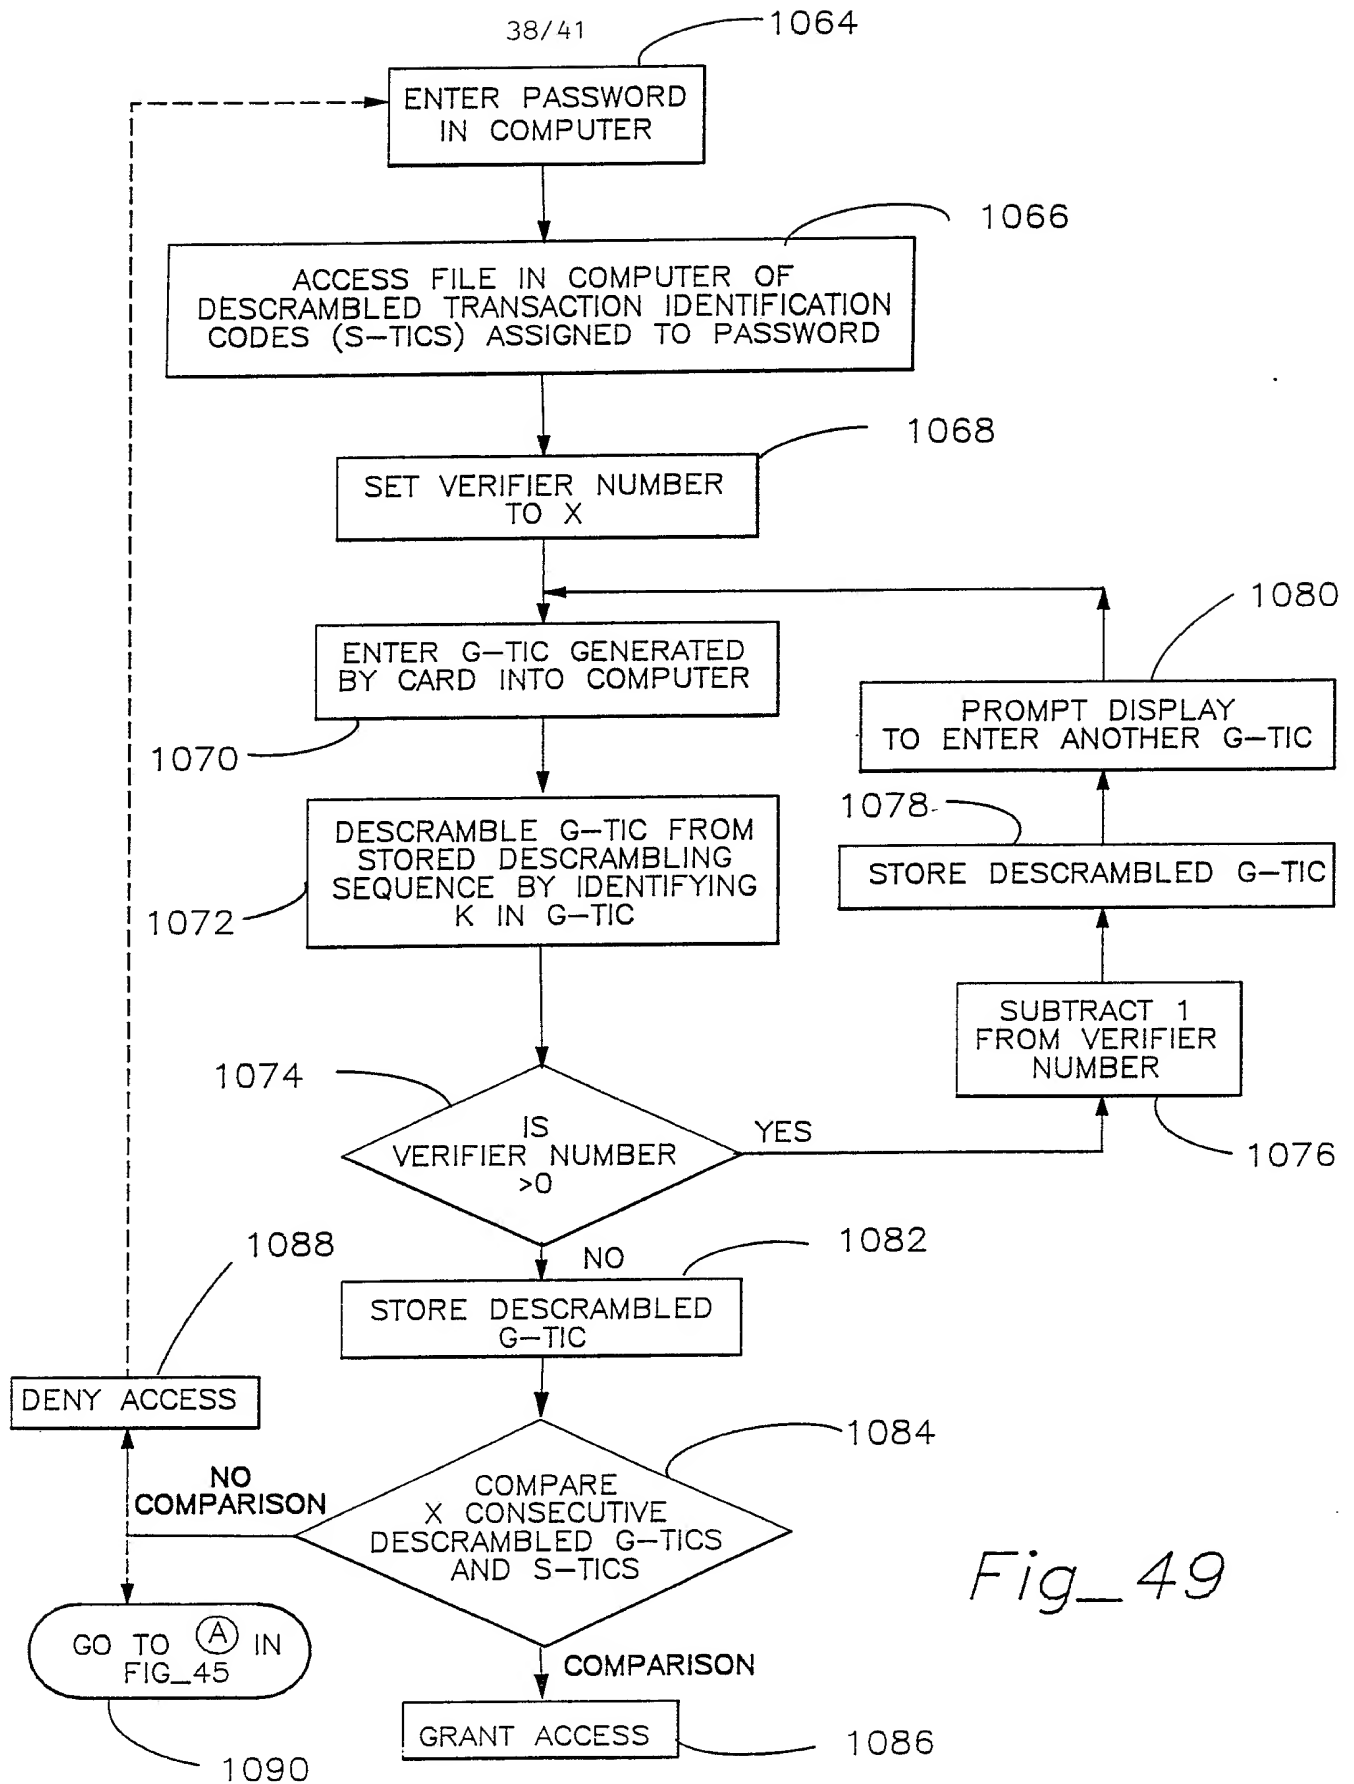 38/41
1064
ENTER PASSWORD
IN COMPUTER
1066
ACCESS FILE IN COMPUTER OF
DESCRAMBLED TRANSACTION IDENTIFICATION
CODES (S-TICS) ASSIGNED TO PASSWORD
1068
SET VERIFIER NUMBER
TO X
1080
ENTER G-TIC GENERATED
BY CARD INTO COMPUTER
1070
PROMPT DISPLAY
TO ENTER ANOTHER G-TIC
1078
STORE DESCRAMBLED G-TIC
DESCRAMBLE G-TIC FROM
STORED DESCRAMBLING
SEQUENCE BY IDENTIFYING
K IN G-TIC
1072
SUBTRACT 1
FROM VERIFIER
NUMBER
1076
1074
IS
VERIFIER NUMBER
>0
YES
NO
1082
STORE DESCRAMBLED
G-TIC
1088
DENY ACCESS
1084
NO
COMPARISON
COMPARE
X CONSECUTIVE
DESCRAMBLED G-TICS
AND S-TICS
Fig_49
GO TO A IN
FIG_45
1090
COMPARISON
GRANT ACCESS
1086